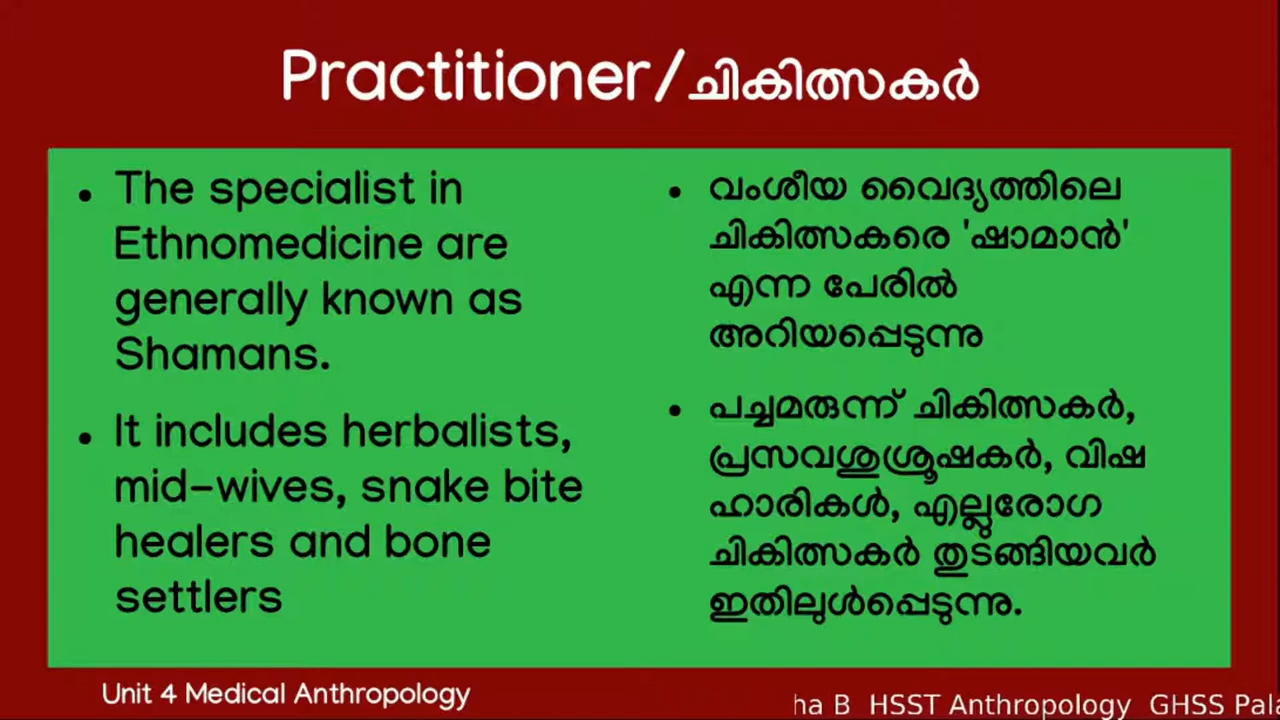 Practitioner/ചികിത്സകർ
• The specialist in
Ethnomedicine are
generally known as
Shamans.
• It includes herbalists,
mid-wives, snake bite
healers and bone
settlers
• വംശീയ വൈദ്യത്തിലെ
ചികിത്സകരെ 'ഷാമാൻ'
എന്ന പേരിൽ
അറിയപ്പെടുന്നു
• പച്ചമരുന്ന് ചികിത്സകർ,
പ്രസവശുശ്രൂഷകർ, വിഷ
ഹാരികൾ, എല്ലുരോഗ
ചികിത്സകർ തുടങ്ങിയവർ
ഇതിലുൾപ്പെടുന്നു.
Unit 4 Medical Anthropology
ha B HSST Anthropology GHSS Pala